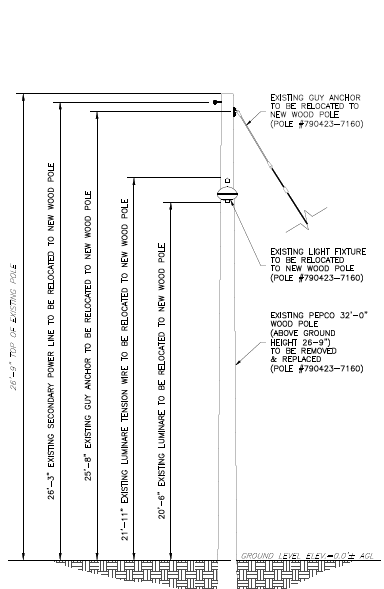 EXISTING GUY ANCHOR
TO BE RELOCATED TO
NEW WOOD POLE
(POLE #790423-7160)
EXISTING LIGHT FIXTURE
TO BE RELOCATED
TO NEW WOOD POLE
(POLE #790423-7160)
EXISTING PEPCO 32'-0"
WOOD POLE
(ABOVE GROUND
HEIGHT 26-9")
TO BE REMOVED
& REPLACED
(POLE #790423-7160)
26'-9" TOP OF EXISTING POLE
26'-3" EXISTING SECONDARY POWER LINE TO BE RELOCATED TO NEW WOOD POLE
25'-8" EXISTING GUY ANCHOR TO BE RELOCATED TO NEW WOOD POLE
21'-11" EXISTING LUMINARE TENSION WIRE TO BE RELOCATED TO NEW WOOD POLE
20'-6" EXISTING LUMINARE TO BE RELOCATED TO NEW WOOD POLE
GROUND LEVEL ELEV.=0.0'± AGL